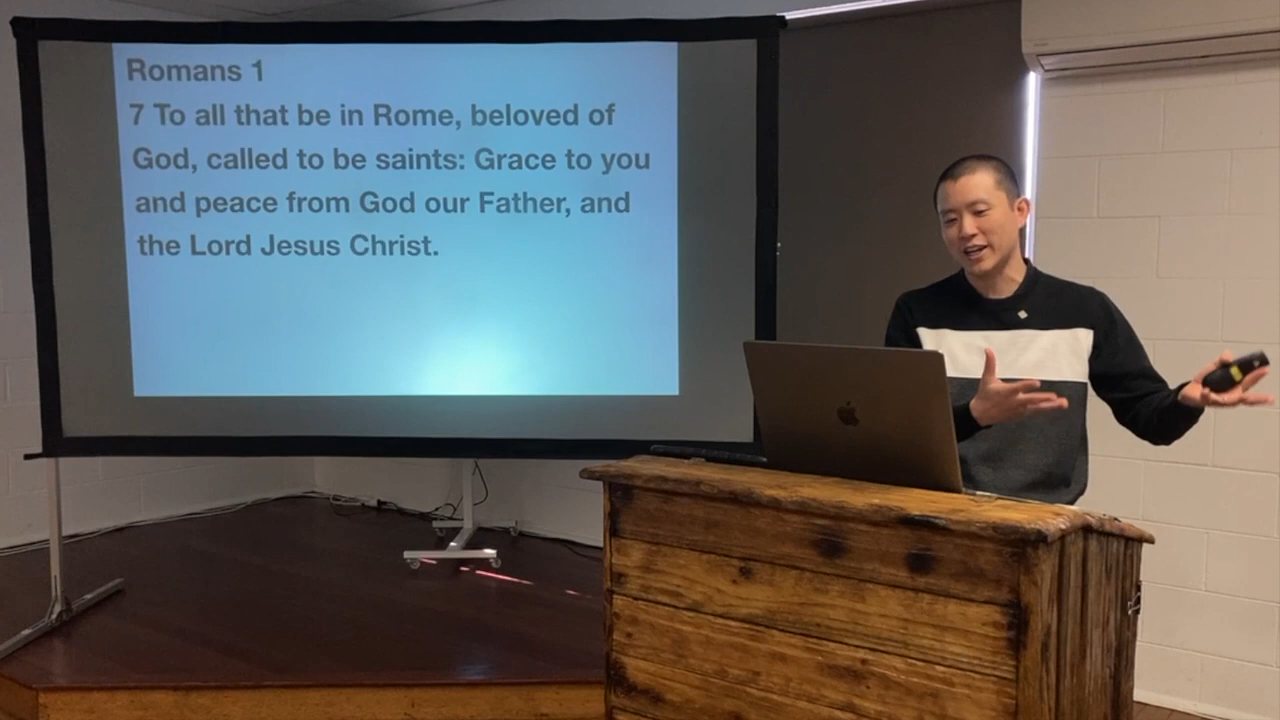 Romans 1
7 To all that be in Rome, beloved of
God, called to be saints: Grace to you
and peace from God our Father, and
the Lord Jesus Christ.